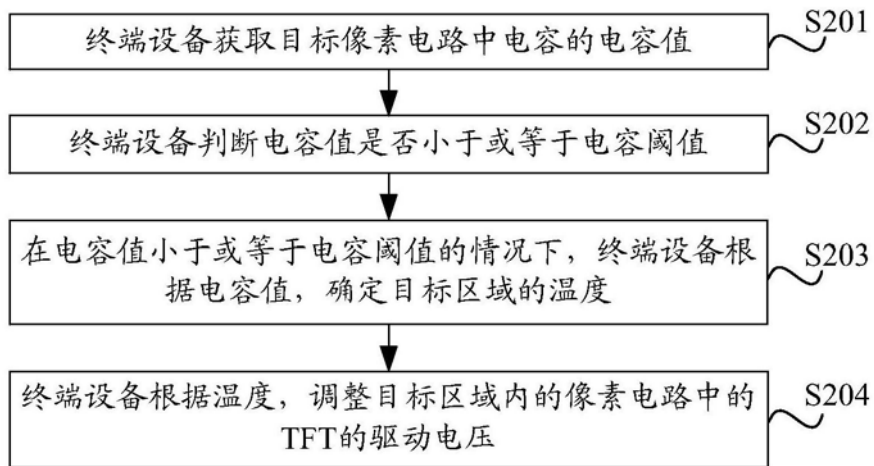 终端设备获取目标像素电路中电容的电容值
S201
终端设备判断电容值是否小于或等于电容阈值
S202
在电容值小于或等于电容阈值的情况下，终端设备根
据电容值，确定目标区域的温度
S203
终端设备根据温度，调整目标区域内的像素电路中的
TFT的驱动电压
S204